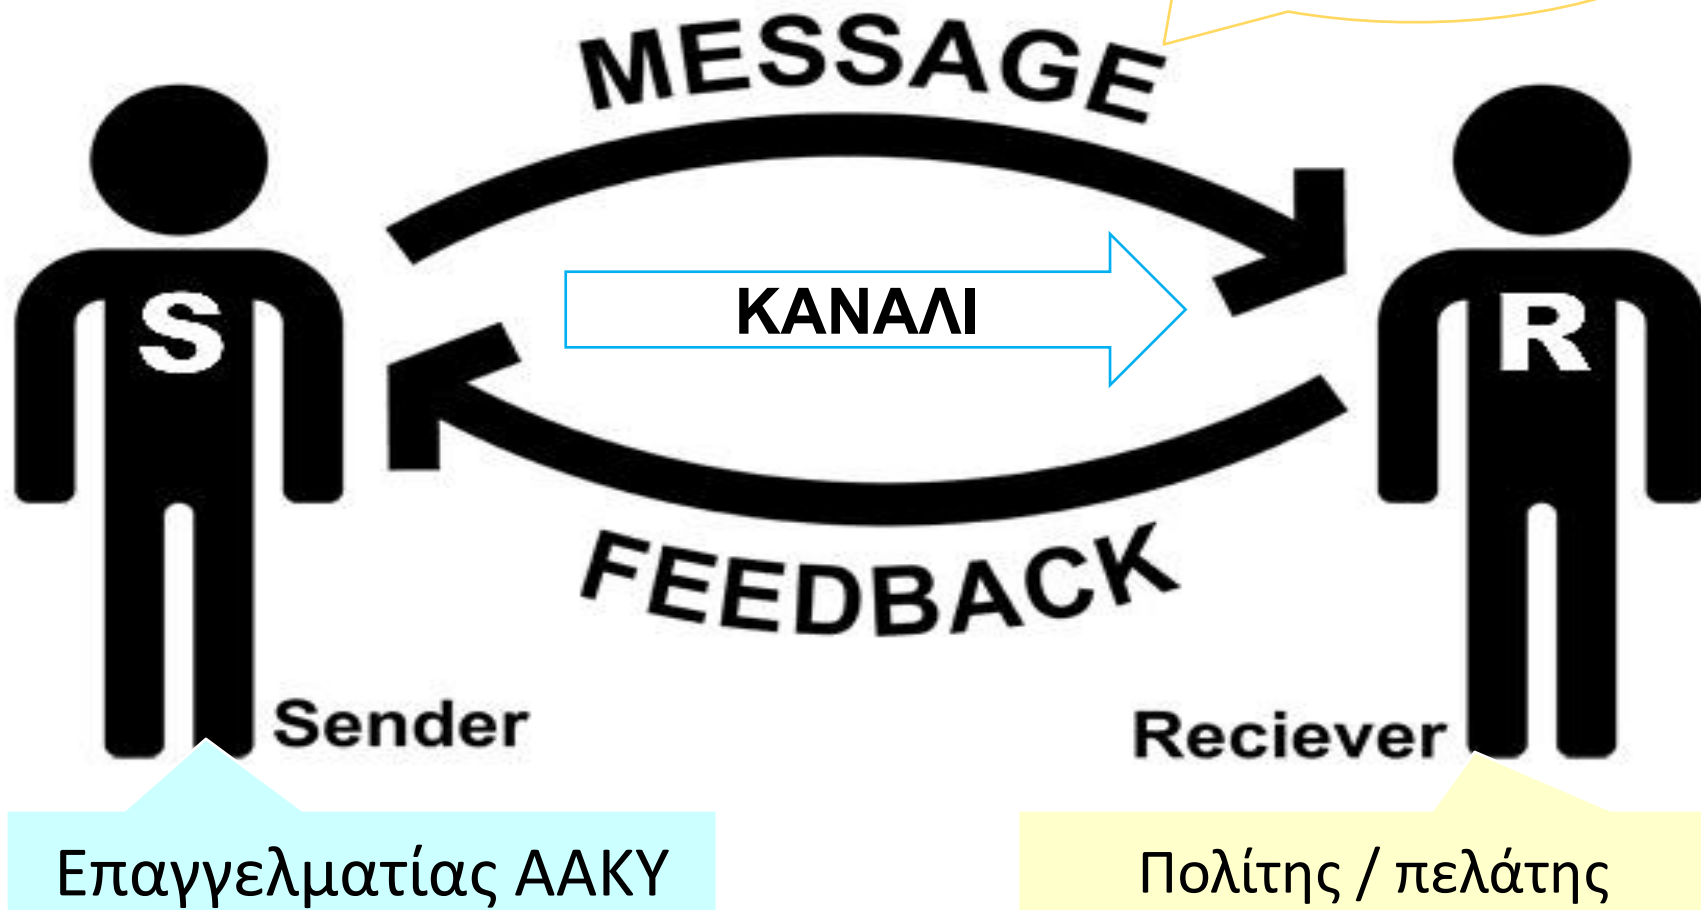 MESSAGE
ΚΑΝΑΛΙ
S
R
FEEDBACK
Sender
Reciever
Επαγγελματίας ΑΑΚΥ
Πολίτης / πελάτης